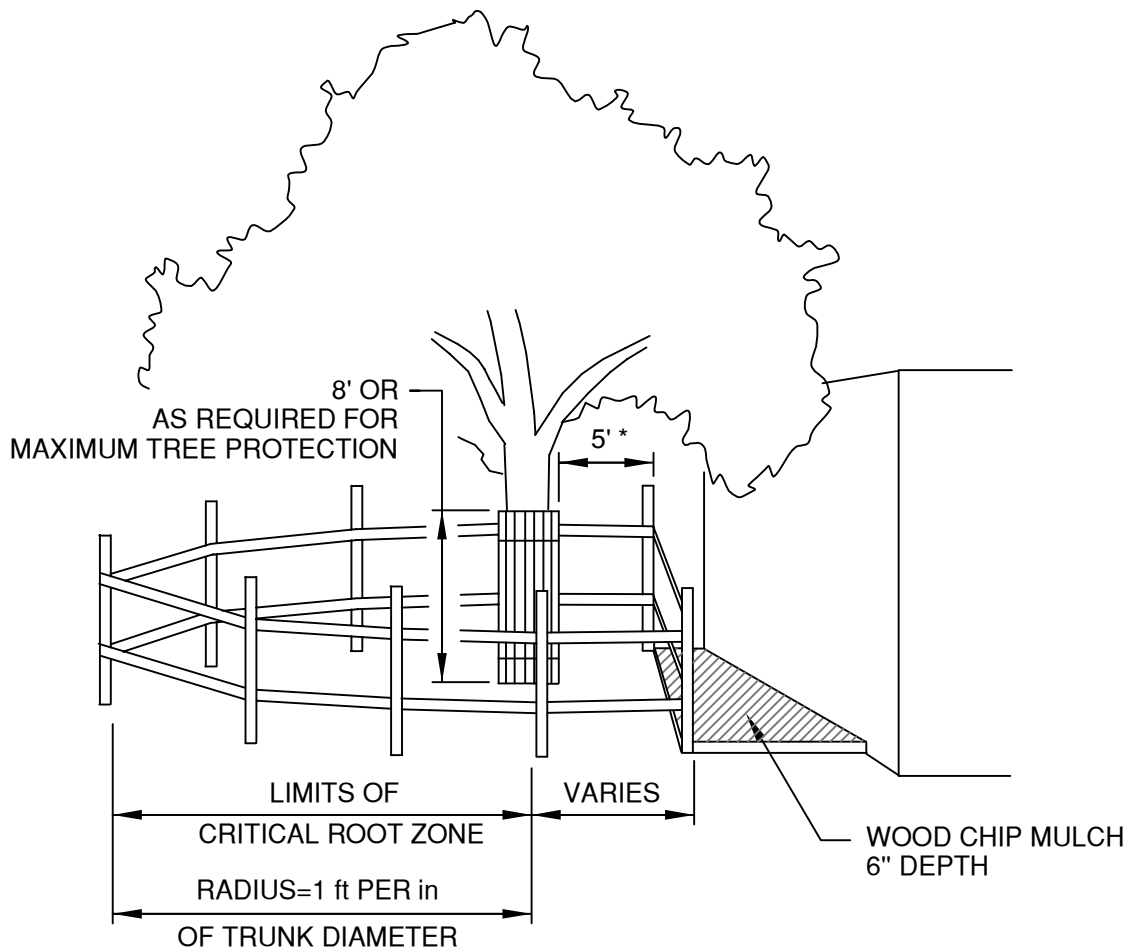 8' OR
AS REQUIRED FOR
MAXIMUM TREE PROTECTION
5' *
LIMITS OF
CRITICAL ROOT ZONE
VARIES
WOOD CHIP MULCH
6" DEPTH
RADIUS=1 ft PER in
OF TRUNK DIAMETER